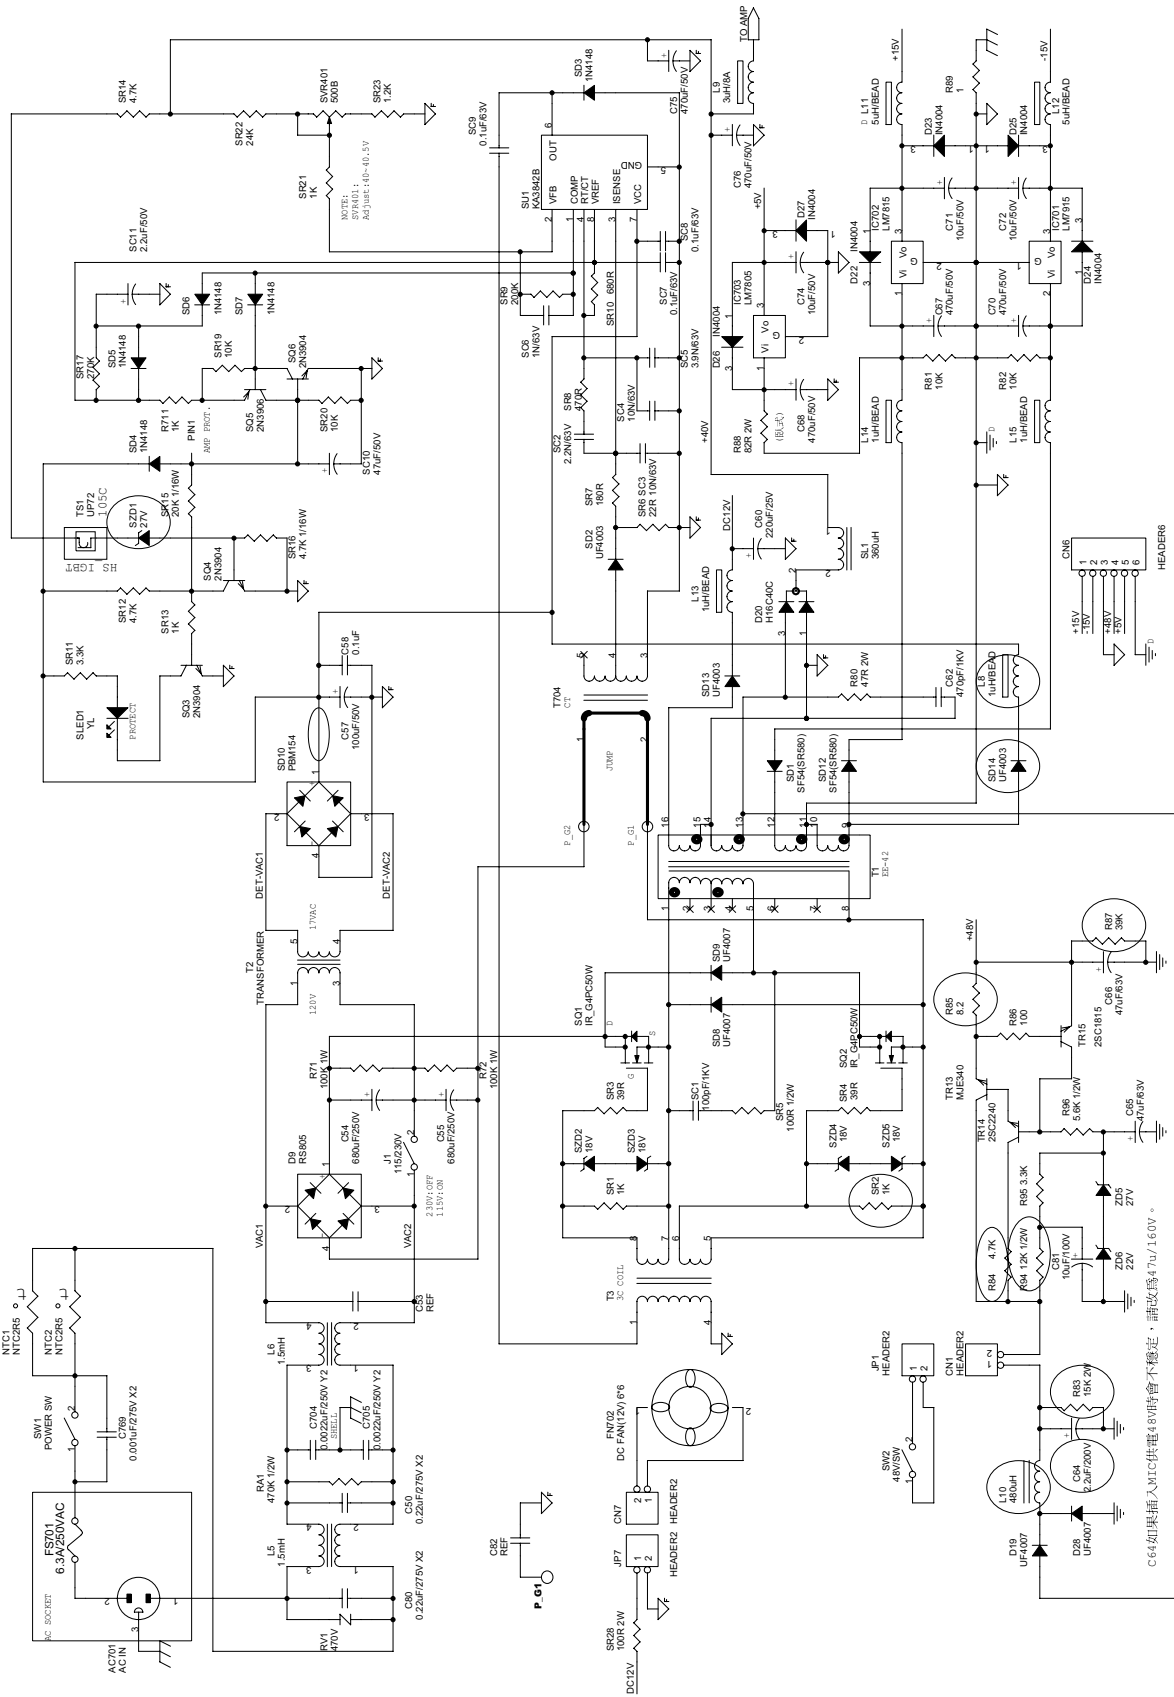 AC SOCKET
FS701
6.3A/250VAC
AC701
AC IN
1
2
3
SW1
POWER SW
C769
0.001uF/275V X2
NTC1
NTC2R5
NTC2
NTC2R5
RV1
470V
C80
0.22uF/275V X2
L5
1.5mH
RA1
470K 1/2W
C50
0.22uF/275V X2
C704
0.0022uF/250V Y2
SHELL
C705
0.0022uF/250V Y2
L6
1.5mH
C53
REF
VAC1
VAC2
D9
RS805
J1
115/230V
230V:OFF
115V:ON
C54
680uF/250V
C55
680uF/250V
R71
100K 1W
R72
100K 1W
T2
TRANSFORMER
120V
17VAC
DET-VAC1
DET-VAC2
SD10
PBM154
C57
100uF/50V
C58
0.1uF
SLED1
YL
PROTECT
SR11
3.3K
SQ3
2N3904
SR13
1K
SR12
4.7K
SQ4
2N3904
HS_IGBT
TS1
UP72
105C
SZD1
27V
SR15
20K 1/16W
SR16
4.7K 1/16W
SD4
1N4148
PIN1
AMP PROT.
SC10
47uF/50V
R711
1K
SQ5
2N3906
SR20
10K
SQ6
2N3904
SR19
10K
SR17
270K
SD5
1N4148
SD6
1N4148
SD7
1N4148
SC11
2.2uF/50V
SR14
4.7K
SR22
24K
SVR401
500B
SR23
1.2K
SR21
1K
NOTE:
SVR401:
Adjust:40~40.5V
P_G1
C82
REF
T3
3C COIL
SR1
1K
SZD2
18V
SZD3
18V
SR3
39R
SQ1
IR_G4PC50W
D
G
S
SC1
100pF/1KV
SR5
100R 1/2W
SD8
UF4007
SD9
UF4007
SR2
1K
SZD4
18V
SZD5
18V
SR4
39R
SQ2
IR_G4PC50W
P_G2
P_G1
JUMP
T704
CT
T1
EE-42
SD2
UF4003
SR7
180R
SR6
22R
SC3
10N/63V
SC2
2.2N/63V
SR8
470R
SC4
10N/63V
SC5
3.9N/63V
SC6
1N/63V
SR9
200K
SR10 680R
SC7
0.1uF/63V
SC8
0.1uF/63V
SU1
KA3842B
VFB
COMP
RT/CT
VREF
ISENSE
VCC
OUT
GND
SC9
0.1uF/63V
SD3
1N4148
C75
470uF/50V
SD13
UF4003
L13
1uH/BEAD
DC12V
C60
220uF/25V
D20
H16C40C
SL1
360uH
+40V
C76
470uF/50V
L9
3uH/8A
TO AMP
R80
47R 2W
C62
470pF/1KV
SD1
SF54(SR580)
SD12
SF54(SR580)
L8
1uH/BEAD
SD14
UF4003
R88
82R 2W
(臥式)
C68
470uF/50V
D26
IN4004
IC703
LM7805
Vi
Vo
G
C74
10uF/50V
D27
IN4004
+5V
L14
1uH/BEAD
L15
1uH/BEAD
R81
10K
R82
10K
C67
470uF/50V
C70
470uF/50V
D22
IN4004
IC702
LM7815
Vi
Vo
G
IC701
LM7915
Vi
Vo
G
D24
IN4004
C71
10uF/50V
C72
10uF/50V
D23
IN4004
D25
IN4004
L11
5uH/BEAD
L12
5uH/BEAD
+15V
-15V
R89
1
CN6
HEADER6
1
2
3
4
5
6
+15V
-15V
+48V
+5V
DC12V
SR28
100R 2W
JP7
HEADER2
CN7
HEADER2
FN702
DC FAN(12V) 6*6
SW2
48V/SW
JP1
HEADER2
CN1
HEADER2
D19
UF4007
D28
UF4007
L10
480uH
C64
2.2uF/200V
R83
15K 2W
R84 4.7K
R94 12K 1/2W
C81
10uF/100V
R95 3.3K
ZD6
22V
ZD5
27V
R96
5.6K 1/2W
C65
47uF/63V
TR14
2SC2240
TR13
MJE340
R85
8.2
R86
100
TR15
2SC1815
C66
47uF/63V
R87
39K
+48V
C64如果插入MIC供電48V時會不穩定，請改爲47u/160V。